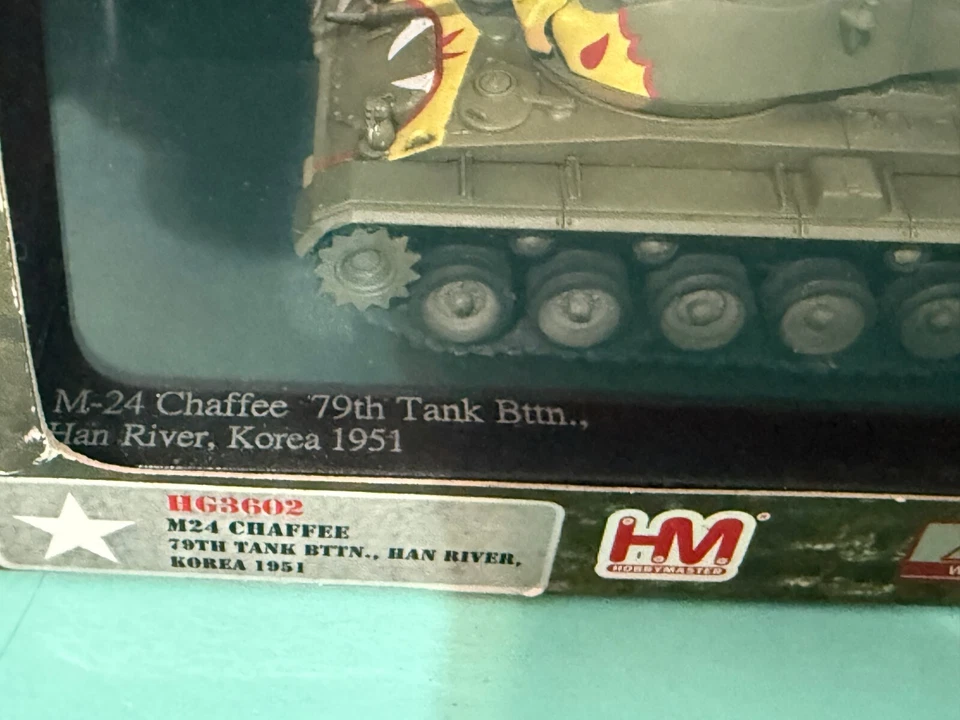 M-24 Chaffee 79th Tank Bttn.,
Han River, Korea 1951
HG3602
M24 CHAFFEE
79TH TANK BTTN., HAN RIVER,
KOREA 1951
HM
HOBBYMASTER